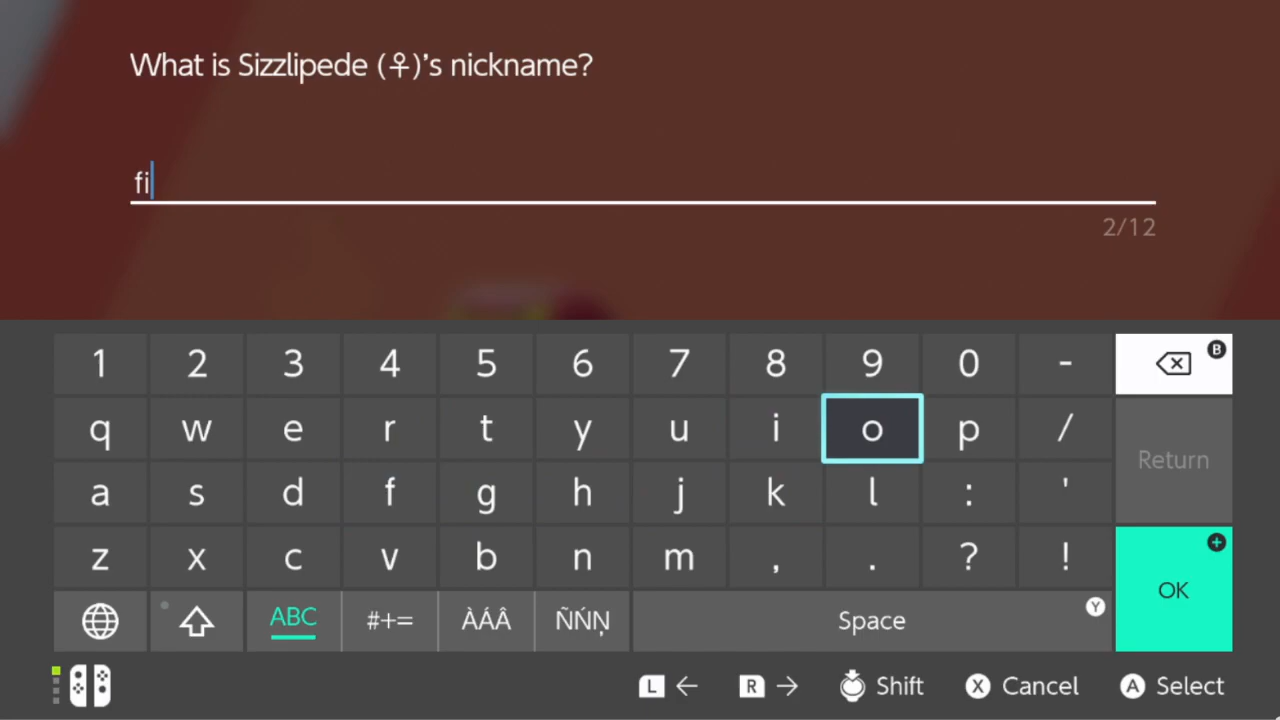 What is Sizzlipede (♀)'s nickname?
fi
2/12
1 2 3 4 5 6 7 8 9 0 - B
q w e r t y u i o p /
Return
a s d f g h j k l : '
z x c v b n m , . ? ! +
OK
ABC #+= ÀÁÂ ÑŃŅ Space Y
L ← R → Shift X Cancel A Select